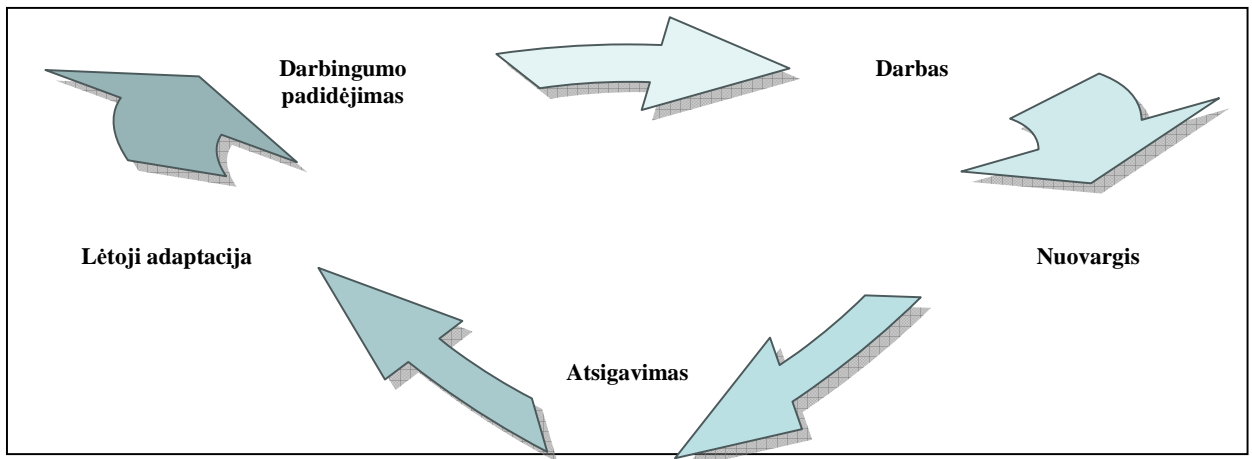 Darbingumo
padidėjimas
Darbas
Lėtoji adaptacija
Nuovargis
Atsigavimas